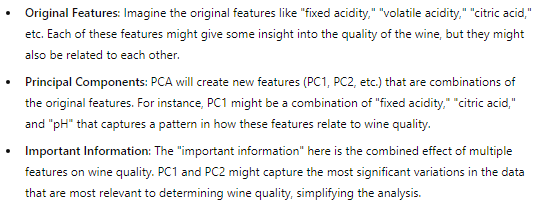 • Original Features: Imagine the original features like "fixed acidity," "volatile acidity," "citric acid,"
etc. Each of these features might give some insight into the quality of the wine, but they might
also be related to each other.
• Principal Components: PCA will create new features (PC1, PC2, etc.) that are combinations of
the original features. For instance, PC1 might be a combination of "fixed acidity," "citric acid,"
and "pH" that captures a pattern in how these features relate to wine quality.
• Important Information: The "important information" here is the combined effect of multiple
features on wine quality. PC1 and PC2 might capture the most significant variations in the data
that are most relevant to determining wine quality, simplifying the analysis.